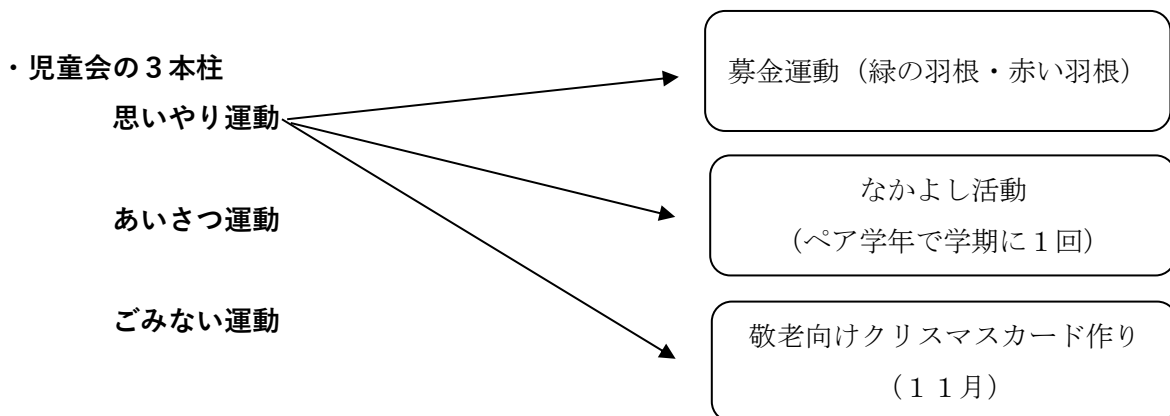 ・児童会の３本柱
思いやり運動
あいさつ運動
ごみない運動
募金運動（緑の羽根・赤い羽根）
なかよし活動
（ペア学年で学期に１回）
敬老向けクリスマスカード作り
（１１月）